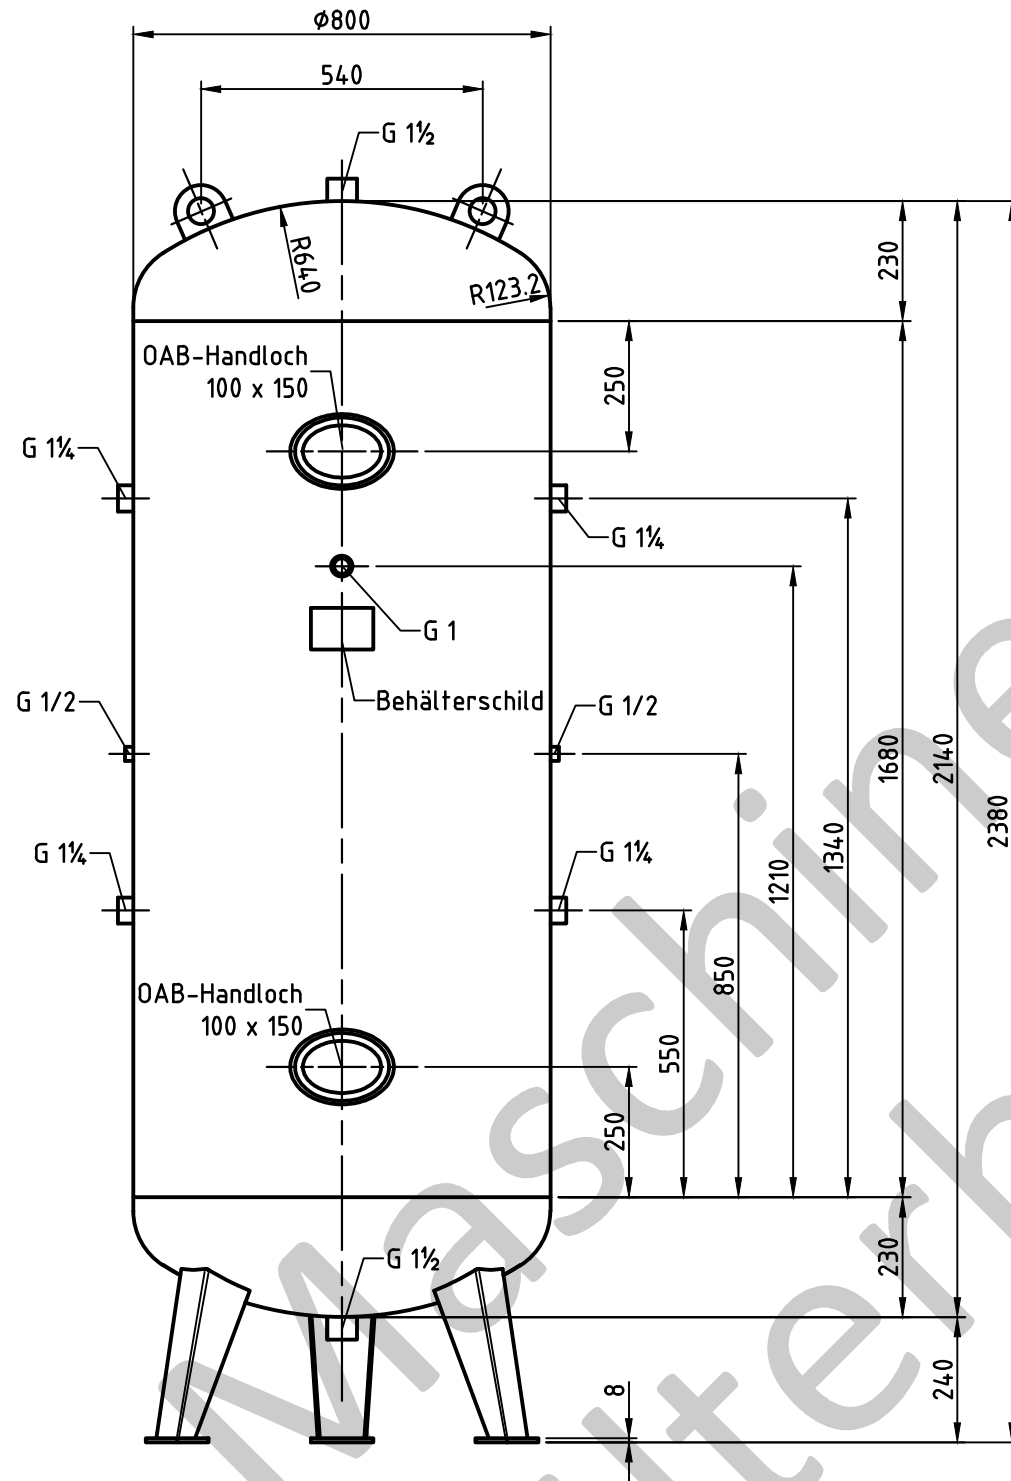 ⌀800
540
G 1½
R640
R123.2
230
OAB-Handloch
100 x 150
250
G 1¼
G 1¼
G 1
Behälterschild
G 1/2
G 1/2
1680
2140
2380
1340
1210
G 1¼
G 1¼
850
OAB-Handloch
100 x 150
550
250
G 1½
230
240
8
Maschine